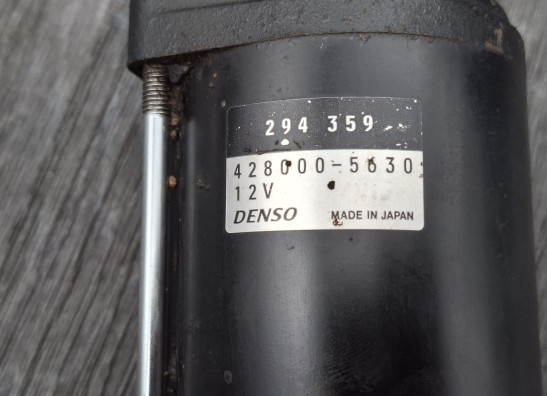 294 359
428000-5630
12V
DENSO MADE IN JAPAN